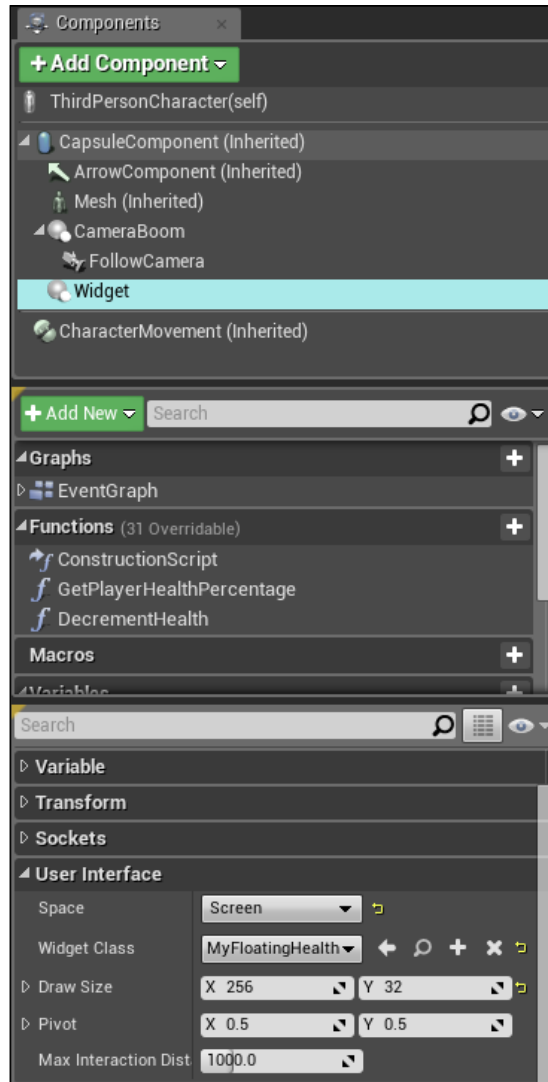 Components
+ Add Component
ThirdPersonCharacter(self)
CapsuleComponent (Inherited)
ArrowComponent (Inherited)
Mesh (Inherited)
CameraBoom
FollowCamera
Widget
CharacterMovement (Inherited)
+ Add New Search
Graphs
EventGraph
Functions (31 Overridable)
ConstructionScript
GetPlayerHealthPercentage
DecrementHealth
Macros
Variables
Search
Variable
Transform
Sockets
User Interface
Space Screen
Widget Class MyFloatingHealth
Draw Size X 256 Y 32
Pivot X 0.5 Y 0.5
Max Interaction Dist 1000.0